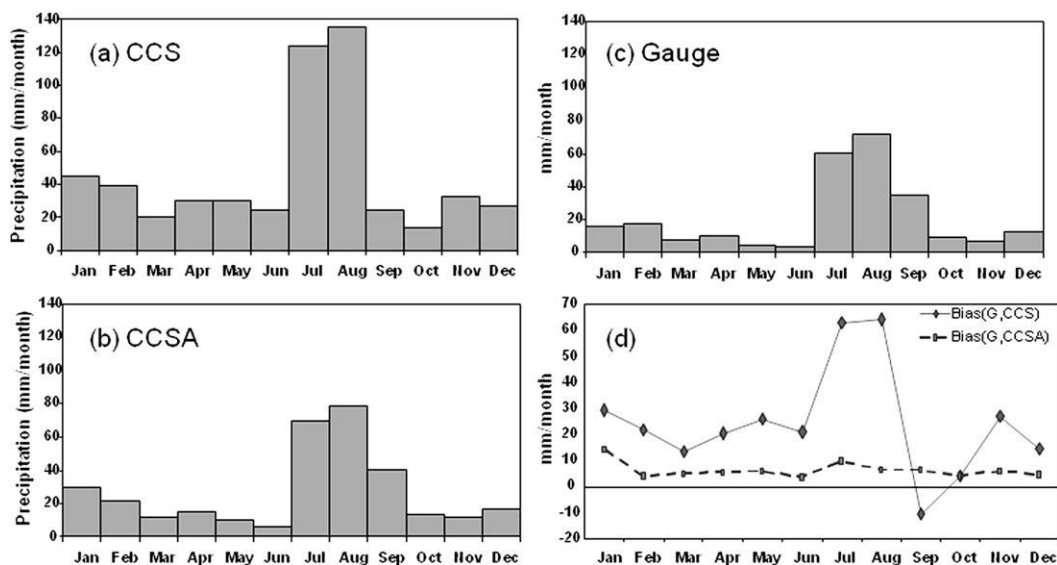 (a) CCS
Precipitation (mm/month)
140
120
100
80
60
40
20
0
Jan Feb Mar Apr May Jun Jul Aug Sep Oct Nov Dec
(c) Gauge
mm/month
140
120
100
80
60
40
20
0
Jan Feb Mar Apr May Jun Jul Aug Sep Oct Nov Dec
(b) CCSA
Precipitation (mm/month)
140
120
100
80
60
40
20
0
Jan Feb Mar Apr May Jun Jul Aug Sep Oct Nov Dec
(d)
Bias(G,CCS)
Bias(G,CCSA)
mm/month
70
60
50
40
30
20
10
0
-10
-20
Jan Feb Mar Apr May Jun Jul Aug Sep Oct Nov Dec